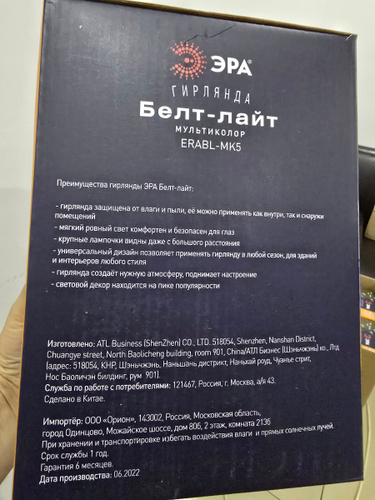 ЭРА®
ГИРЛЯНДА
Белт-лайт
МУЛЬТИКОЛОР
ERABL-MK5
Преимущества гирлянды ЭРА Белт-лайт:
- гирлянда защищена от влаги и пыли, её можно применять как внутри, так и снаружи
помещений
- мягкий ровный свет комфортен и безопасен для глаз
- крупные лампочки видны даже с большого расстояния
- универсальный дизайн позволяет применять гирлянду в любой сезон, для зданий
и интерьеров любого стиля
- гирлянда создаёт нужную атмосферу, поднимает настроение
- световой декор находится на пике популярности
Изготовлено: ATL Business (ShenZhen) CO., LTD. 518054, Shenzhen, Nanshan District,
Chuangye street, North Baolicheng building, room 901, China/АТЛ Бизнес (Шэньчжэнь) ко., Лтд
(адрес: 518054, КНР, Шэньчжэнь, Наньшань дистрикт, Наньхай роуд, Чуанье стрит,
Нос Баоличэн билдинг, рум 901).
Служба по работе с потребителями: 121467, Россия, г. Москва, а/я 43.
Сделано в Китае.
Импортёр: ООО «Орион», 143002, Россия, Московская область,
город Одинцово, Можайское шоссе, дом 80б, 2 этаж, комната 213б
При хранении и транспортировке избегать воздействия влаги и прямых солнечных лучей.
Срок службы 1 год.
Гарантия 6 месяцев.
Дата производства: 06.2022